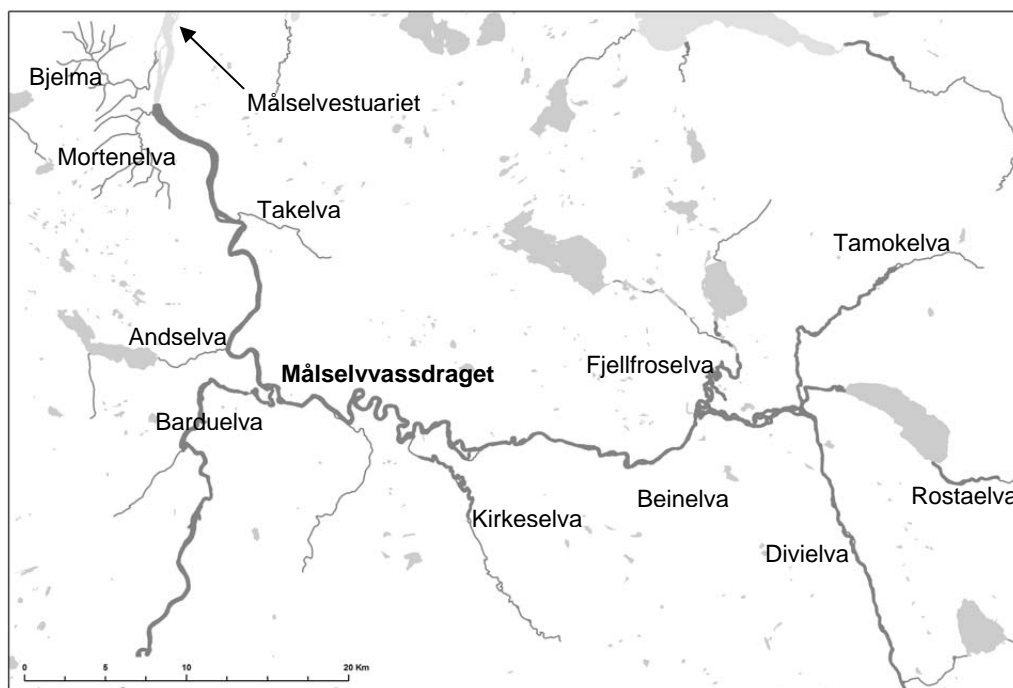 Bjelma
Målselvestuariet
Mortenelva
Takelva
Tamokelva
Andselva
Fjellfroselva
Målselvvassdraget
Barduelva
Rostaelva
Beinelva
Kirkeselva
Divielva
0 5 10 20 Km